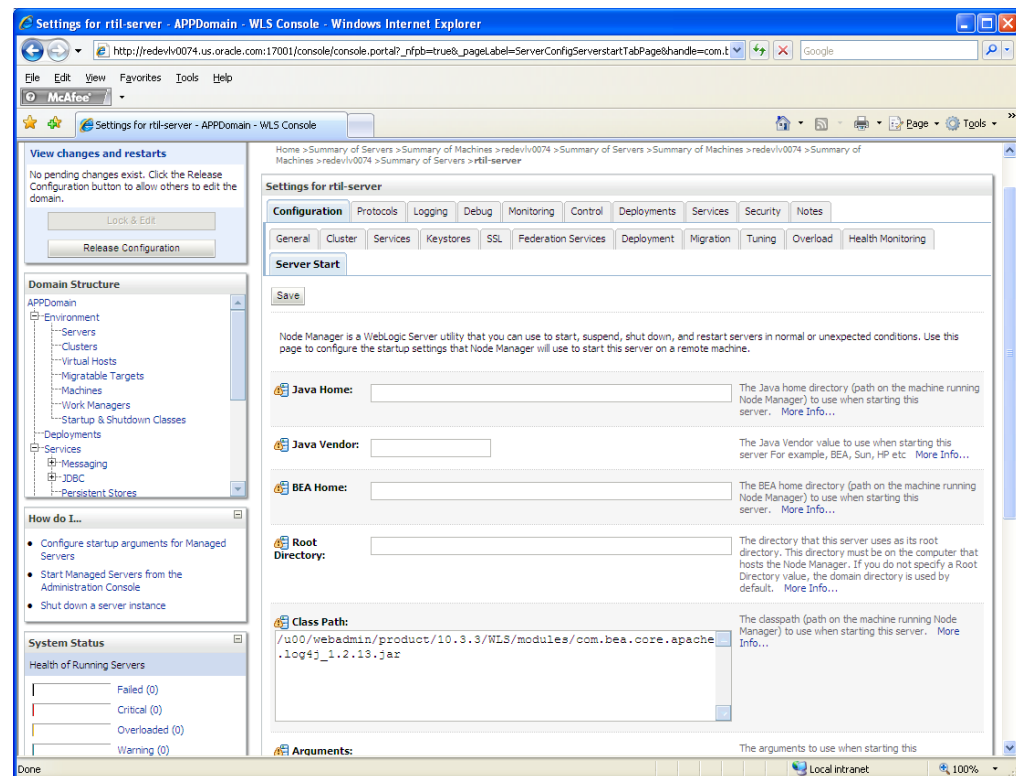 Settings for rtil-server - APPDomain - WLS Console - Windows Internet Explorer
http://redevlv0074.us.oracle.com:17001/console/console.portal?_nfpb=true&_pageLabel=ServerConfigServerstartTabPage&handle=com.b
Google
File Edit View Favorites Tools Help
McAfee
Settings for rtil-server - APPDomain - WLS Console
Page Tools »
View changes and restarts
No pending changes exist. Click the Release
Configuration button to allow others to edit the
domain.
Lock & Edit
Release Configuration
Domain Structure
APPDomain
Environment
Servers
Clusters
Virtual Hosts
Migratable Targets
Machines
Work Managers
Startup & Shutdown Classes
Deployments
Services
Messaging
JDBC
Persistent Stores
How do I...
Configure startup arguments for Managed
Servers
Start Managed Servers from the
Administration Console
Shut down a server instance
System Status
Health of Running Servers
Failed (0)
Critical (0)
Overloaded (0)
Warning (0)
Home >Summary of Servers >Summary of Machines >redevlv0074 >Summary of Servers >Summary of Machines >redevlv0074 >Summary of
Machines >redevlv0074 >Summary of Servers >rtil-server
Settings for rtil-server
Configuration Protocols Logging Debug Monitoring Control Deployments Services Security Notes
General Cluster Services Keystores SSL Federation Services Deployment Migration Tuning Overload Health Monitoring
Server Start
Save
Node Manager is a WebLogic Server utility that you can use to start, suspend, shut down, and restart servers in normal or unexpected conditions. Use this
page to configure the startup settings that Node Manager will use to start this server on a remote machine.
Java Home:
The Java home directory (path on the machine running
Node Manager) to use when starting this
server. More Info...
Java Vendor:
The Java Vendor value to use when starting this
server For example, BEA, Sun, HP etc More Info...
BEA Home:
The BEA home directory (path on the machine running
Node Manager) to use when starting this
server. More Info...
Root
Directory:
The directory that this server uses as its root
directory. This directory must be on the computer that
hosts the Node Manager. If you do not specify a Root
Directory value, the domain directory is used by
default. More Info...
Class Path:
/u00/webadmin/product/10.3.3/WLS/modules/com.bea.core.apache
.log4j_1.2.13.jar
The classpath (path on the machine running Node
Manager) to use when starting this server. More
Info...
Arguments:
The arguments to use when starting this
Done
Local intranet
100%